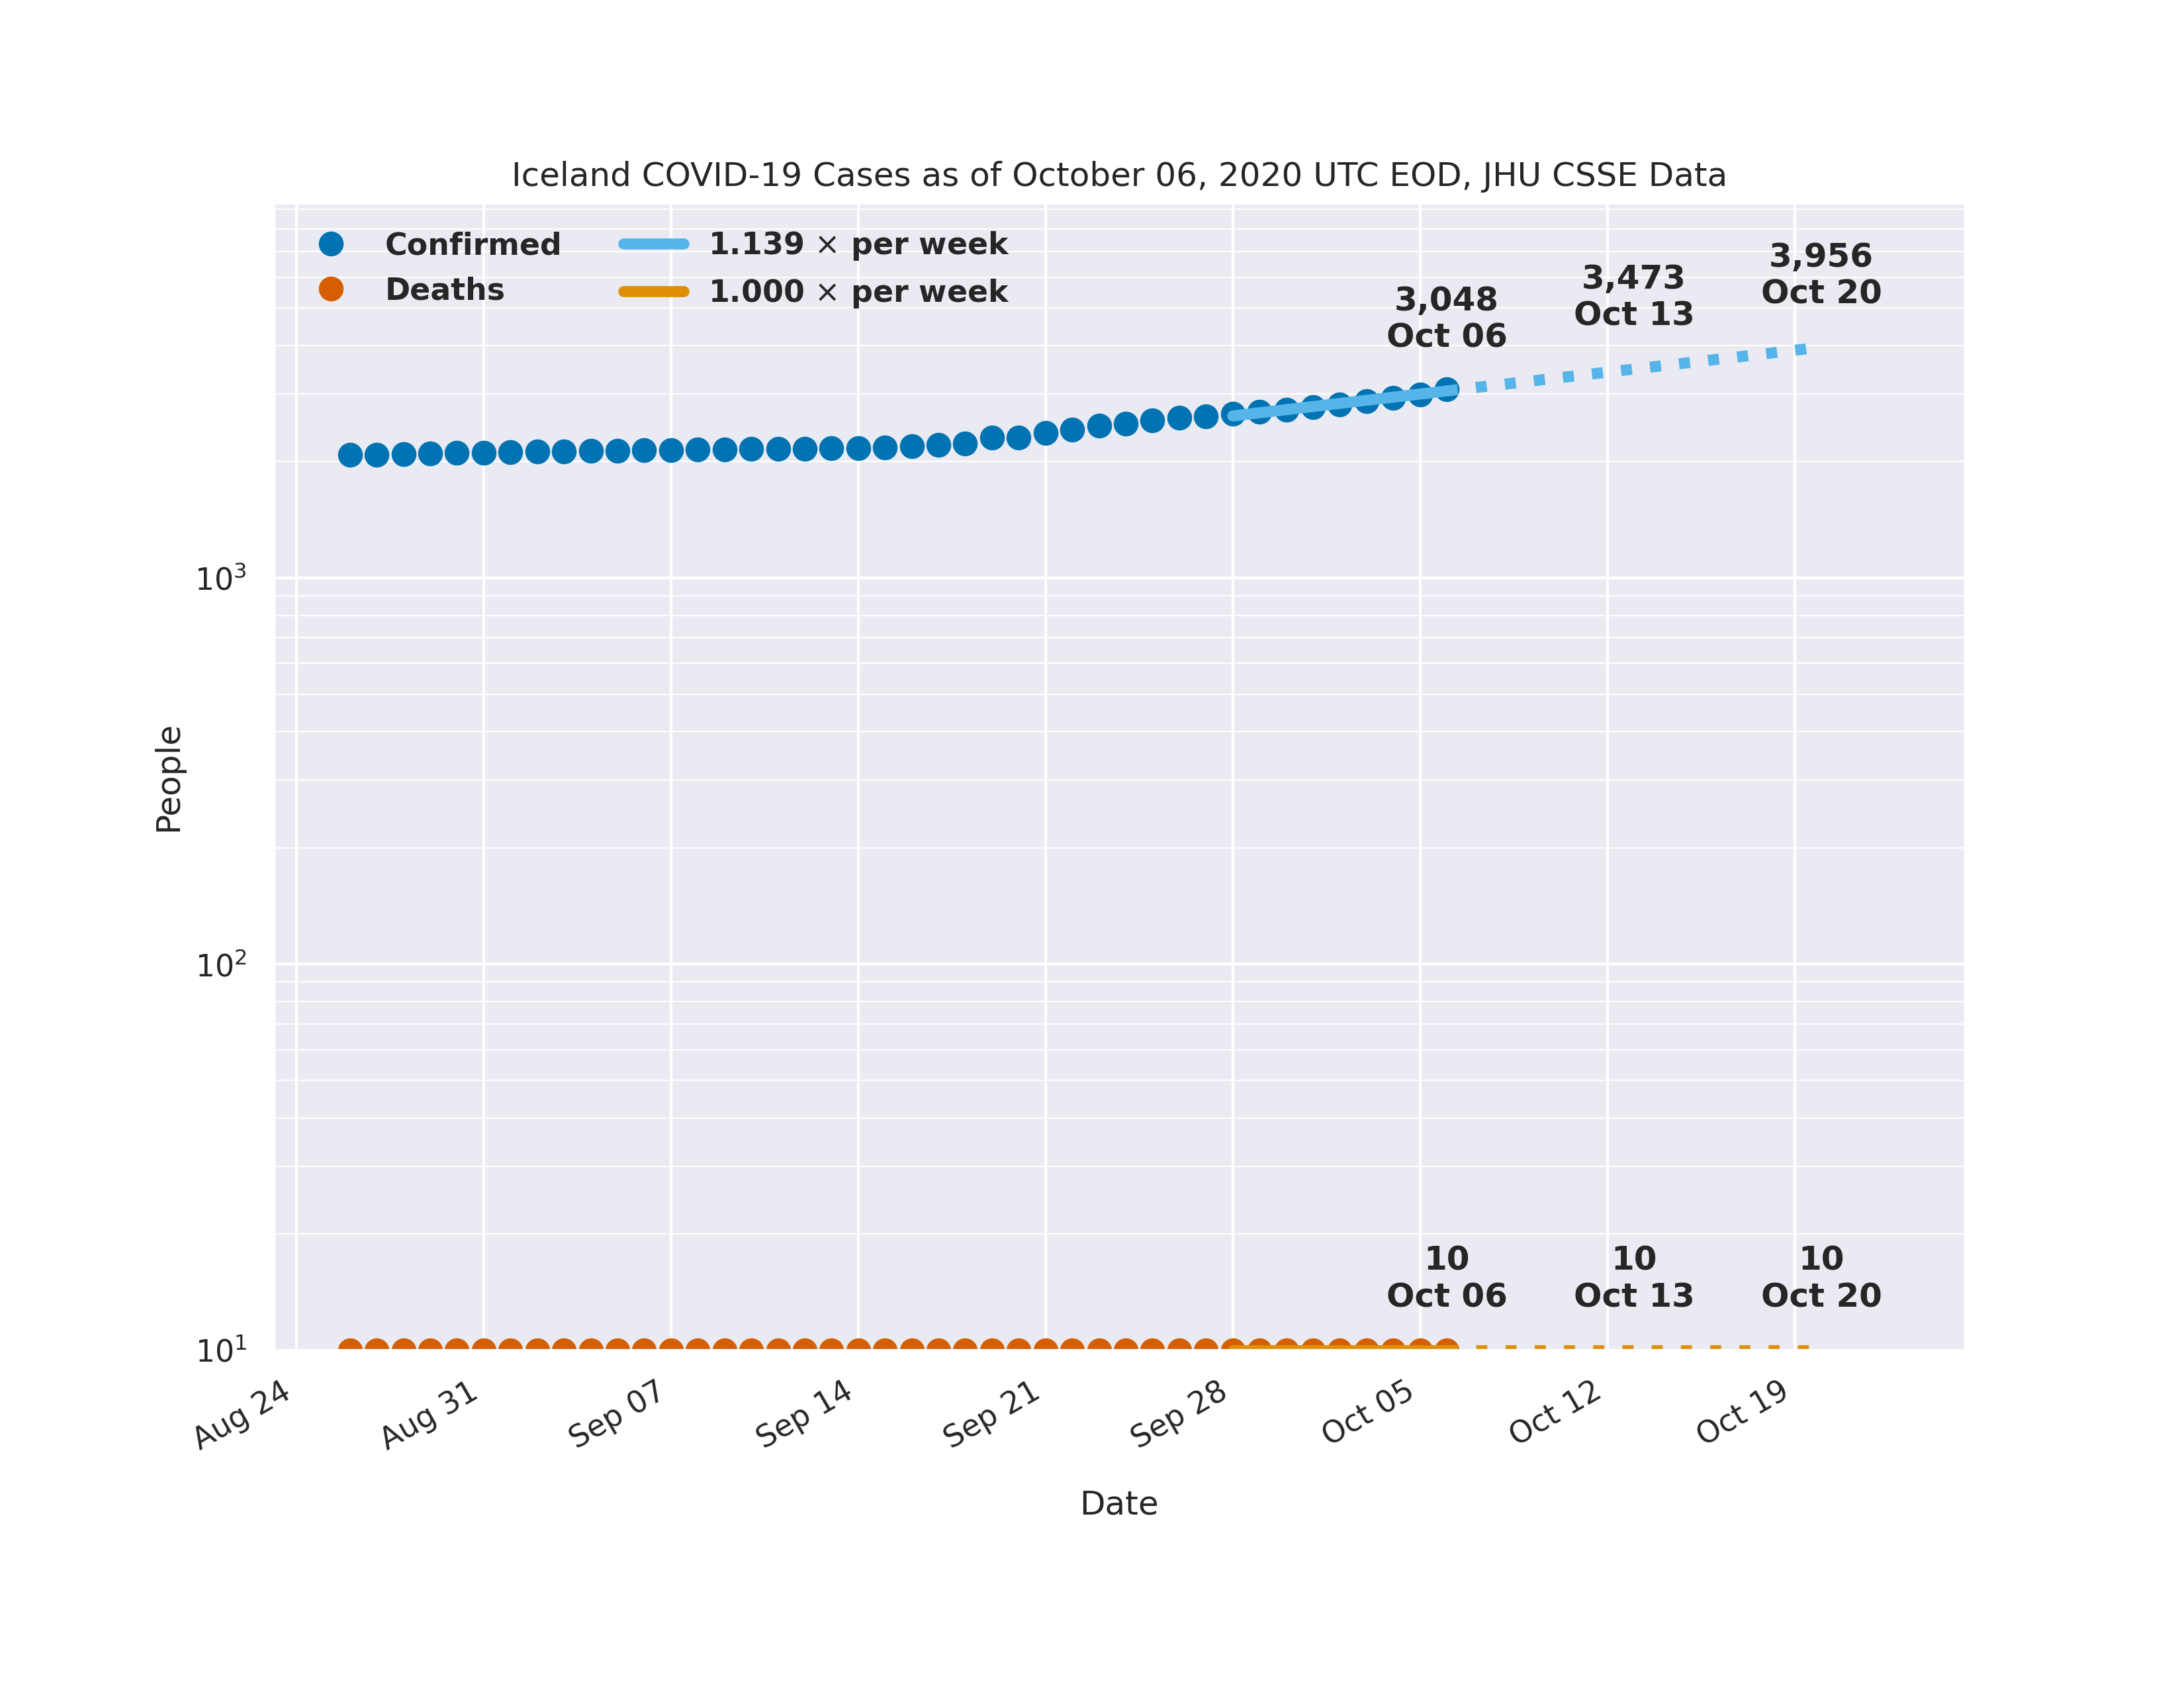 Iceland COVID-19 Cases as of October 06, 2020 UTC EOD, JHU CSSE Data
Confirmed
Deaths
1.139 × per week
1.000 × per week
3,048
Oct 06
3,473
Oct 13
3,956
Oct 20
People
10³
10²
10¹
10
Oct 06
10
Oct 13
10
Oct 20
Aug 24
Aug 31
Sep 07
Sep 14
Sep 21
Sep 28
Oct 05
Oct 12
Oct 19
Date